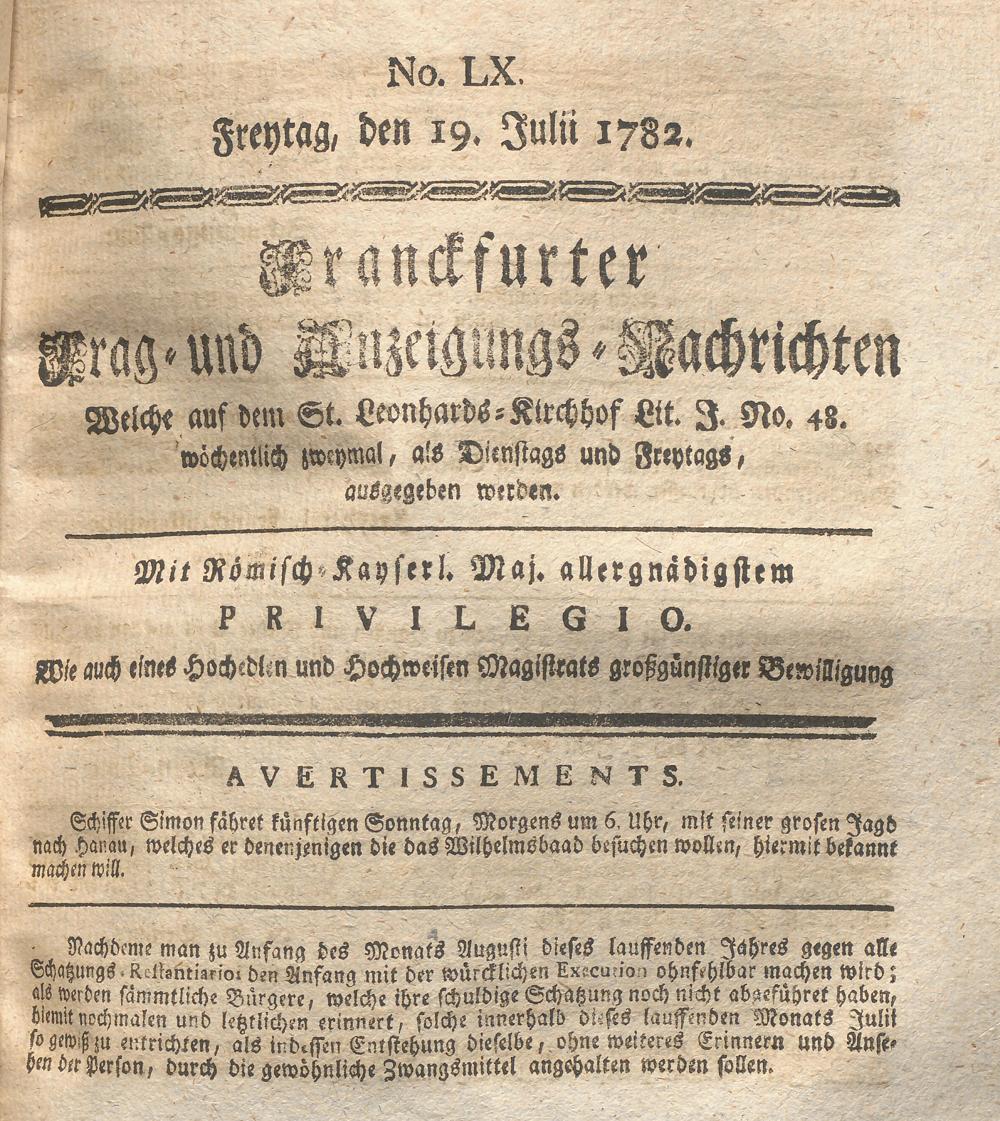 No. LX.
Freytag, den 19. Julii 1782.
Franckfurter
Frag- und Anzeigungs-Nachrichten
Welche auf dem St. Leonhards-Kirchhof Lit. J. No. 48.
wöchentlich zweymal, als Dienstags und Freytags,
ausgegeben werden.
Mit Römisch-Kayserl. Maj. allergnädigstem
PRIVILEGIO.
Wie auch eines Hochedlen und Hochweisen Magistrats großgünstiger Bewilligung
AVERTISSEMENTS.
Schiffer Simon fähret künftigen Sonntag, Morgens um 6. Uhr, mit seiner grosen Jagd
nach Hanau, welches er denenjenigen die das Wilhelmsbaad besuchen wollen, hiermit bekannt
machen will.
Nachdeme man zu Anfang des Monats Augusti dieses lauffenden Jahres gegen alle
Schatzungs-Restantiarios den Anfang mit der würcklichen Execution ohnfehlbar machen wird;
als werden sämmtliche Bürgere, welche ihre schuldige Schatzung noch nicht abgeführet haben,
hiemit nochmalen und letztlichen erinnert, solche innerhalb dieses lauffenden Monats Julii
so gewiß zu entrichten, als indessen Entstehung dieselbe, ohne weiteres Erinnern und Anse-
hen der Person, durch die gewöhnliche Zwangsmittel angehalten werden sollen.